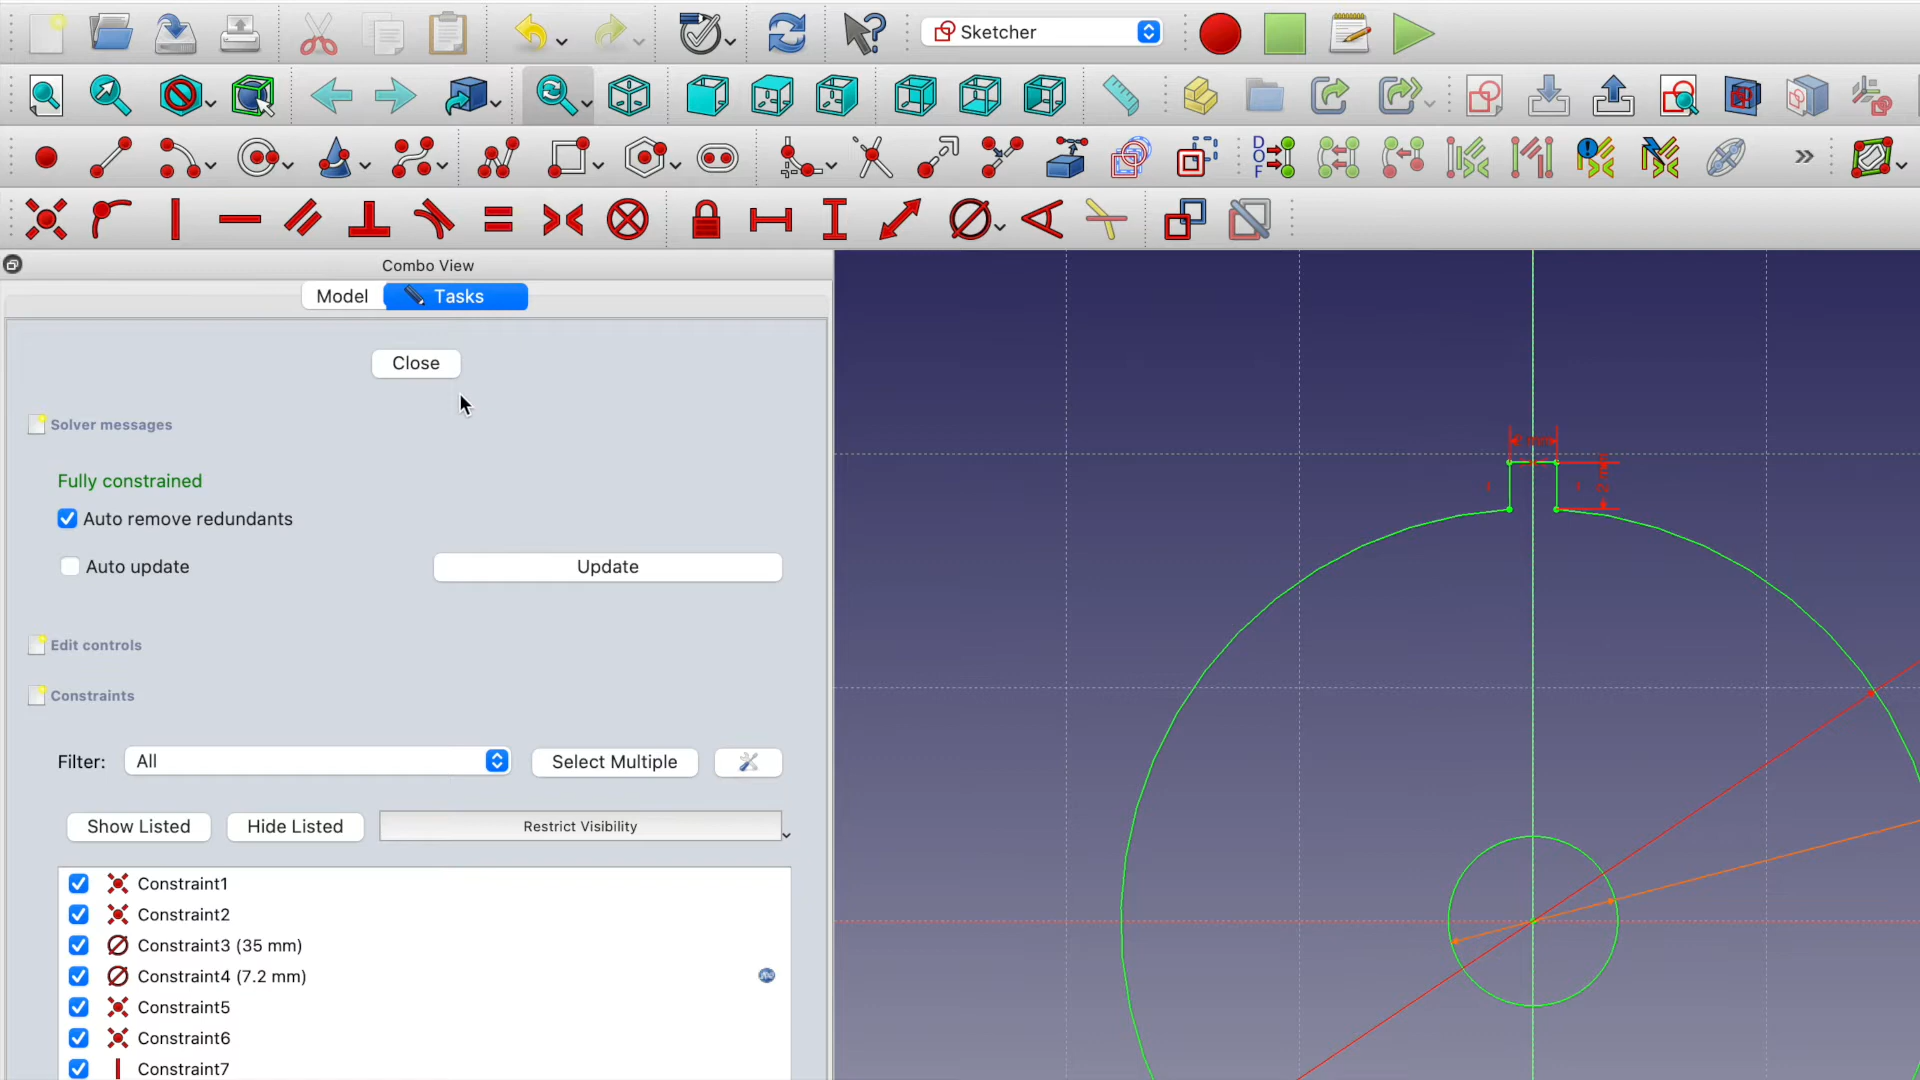 Sketcher
DOF
Combo View
Model
Tasks
Close
Solver messages
Fully constrained
Auto remove redundants
Auto update
Update
Edit controls
Constraints
Filter:
All
Select Multiple
Show Listed
Hide Listed
Restrict Visibility
Constraint1
Constraint2
Constraint3 (35 mm)
Constraint4 (7.2 mm)
Constraint5
Constraint6
Constraint7